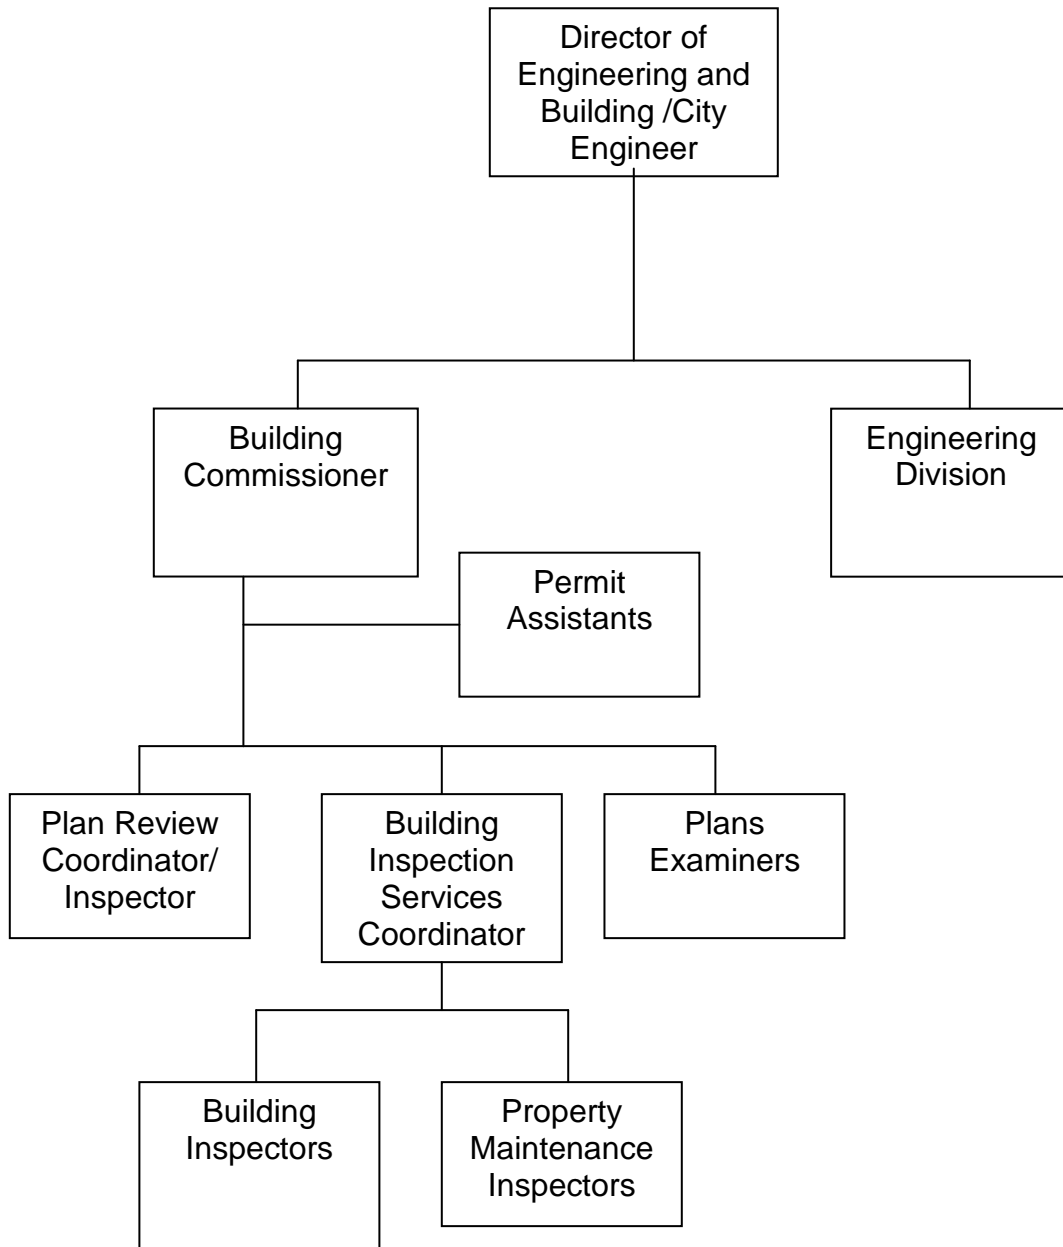 Director of
Engineering and
Building /City
Engineer
Building
Commissioner
Engineering
Division
Permit
Assistants
Plan Review
Coordinator/
Inspector
Building
Inspection
Services
Coordinator
Plans
Examiners
Building
Inspectors
Property
Maintenance
Inspectors